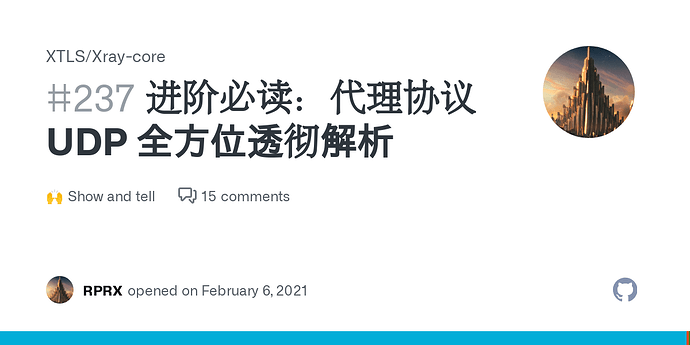 XTLS/Xray-core
#237 进阶必读：代理协议
UDP 全方位透彻解析
🙌 Show and tell 15 comments
RPRX opened on February 6, 2021